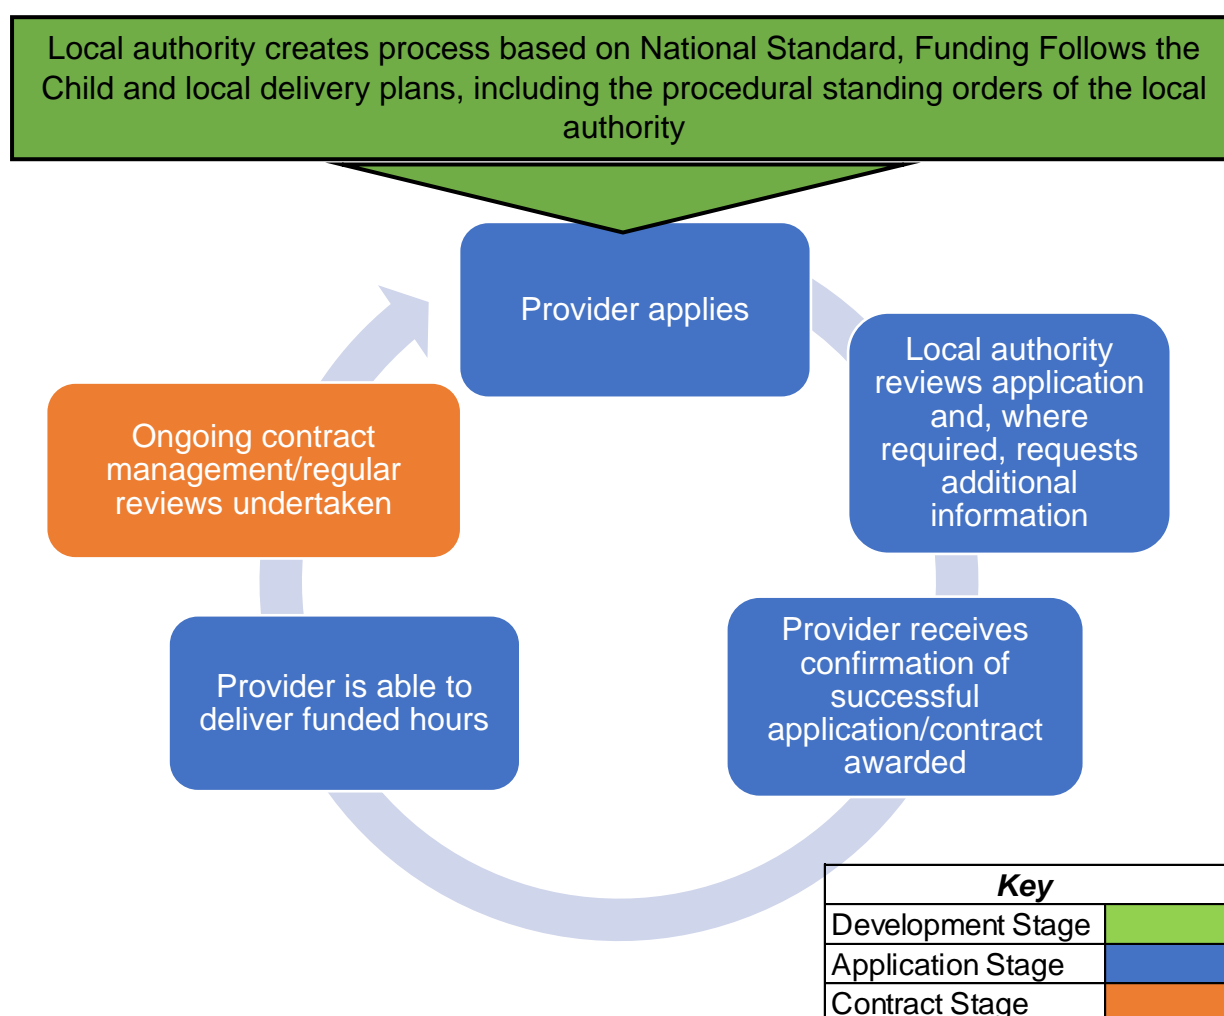 Local authority creates process based on National Standard, Funding Follows the
Child and local delivery plans, including the procedural standing orders of the local
authority
Provider applies
Local authority
reviews application
and, where
required, requests
additional
information
Provider receives
confirmation of
successful
application/contract
awarded
Provider is able to
deliver funded hours
Ongoing contract
management/regular
reviews undertaken
Key
Development Stage
Application Stage
Contract Stage